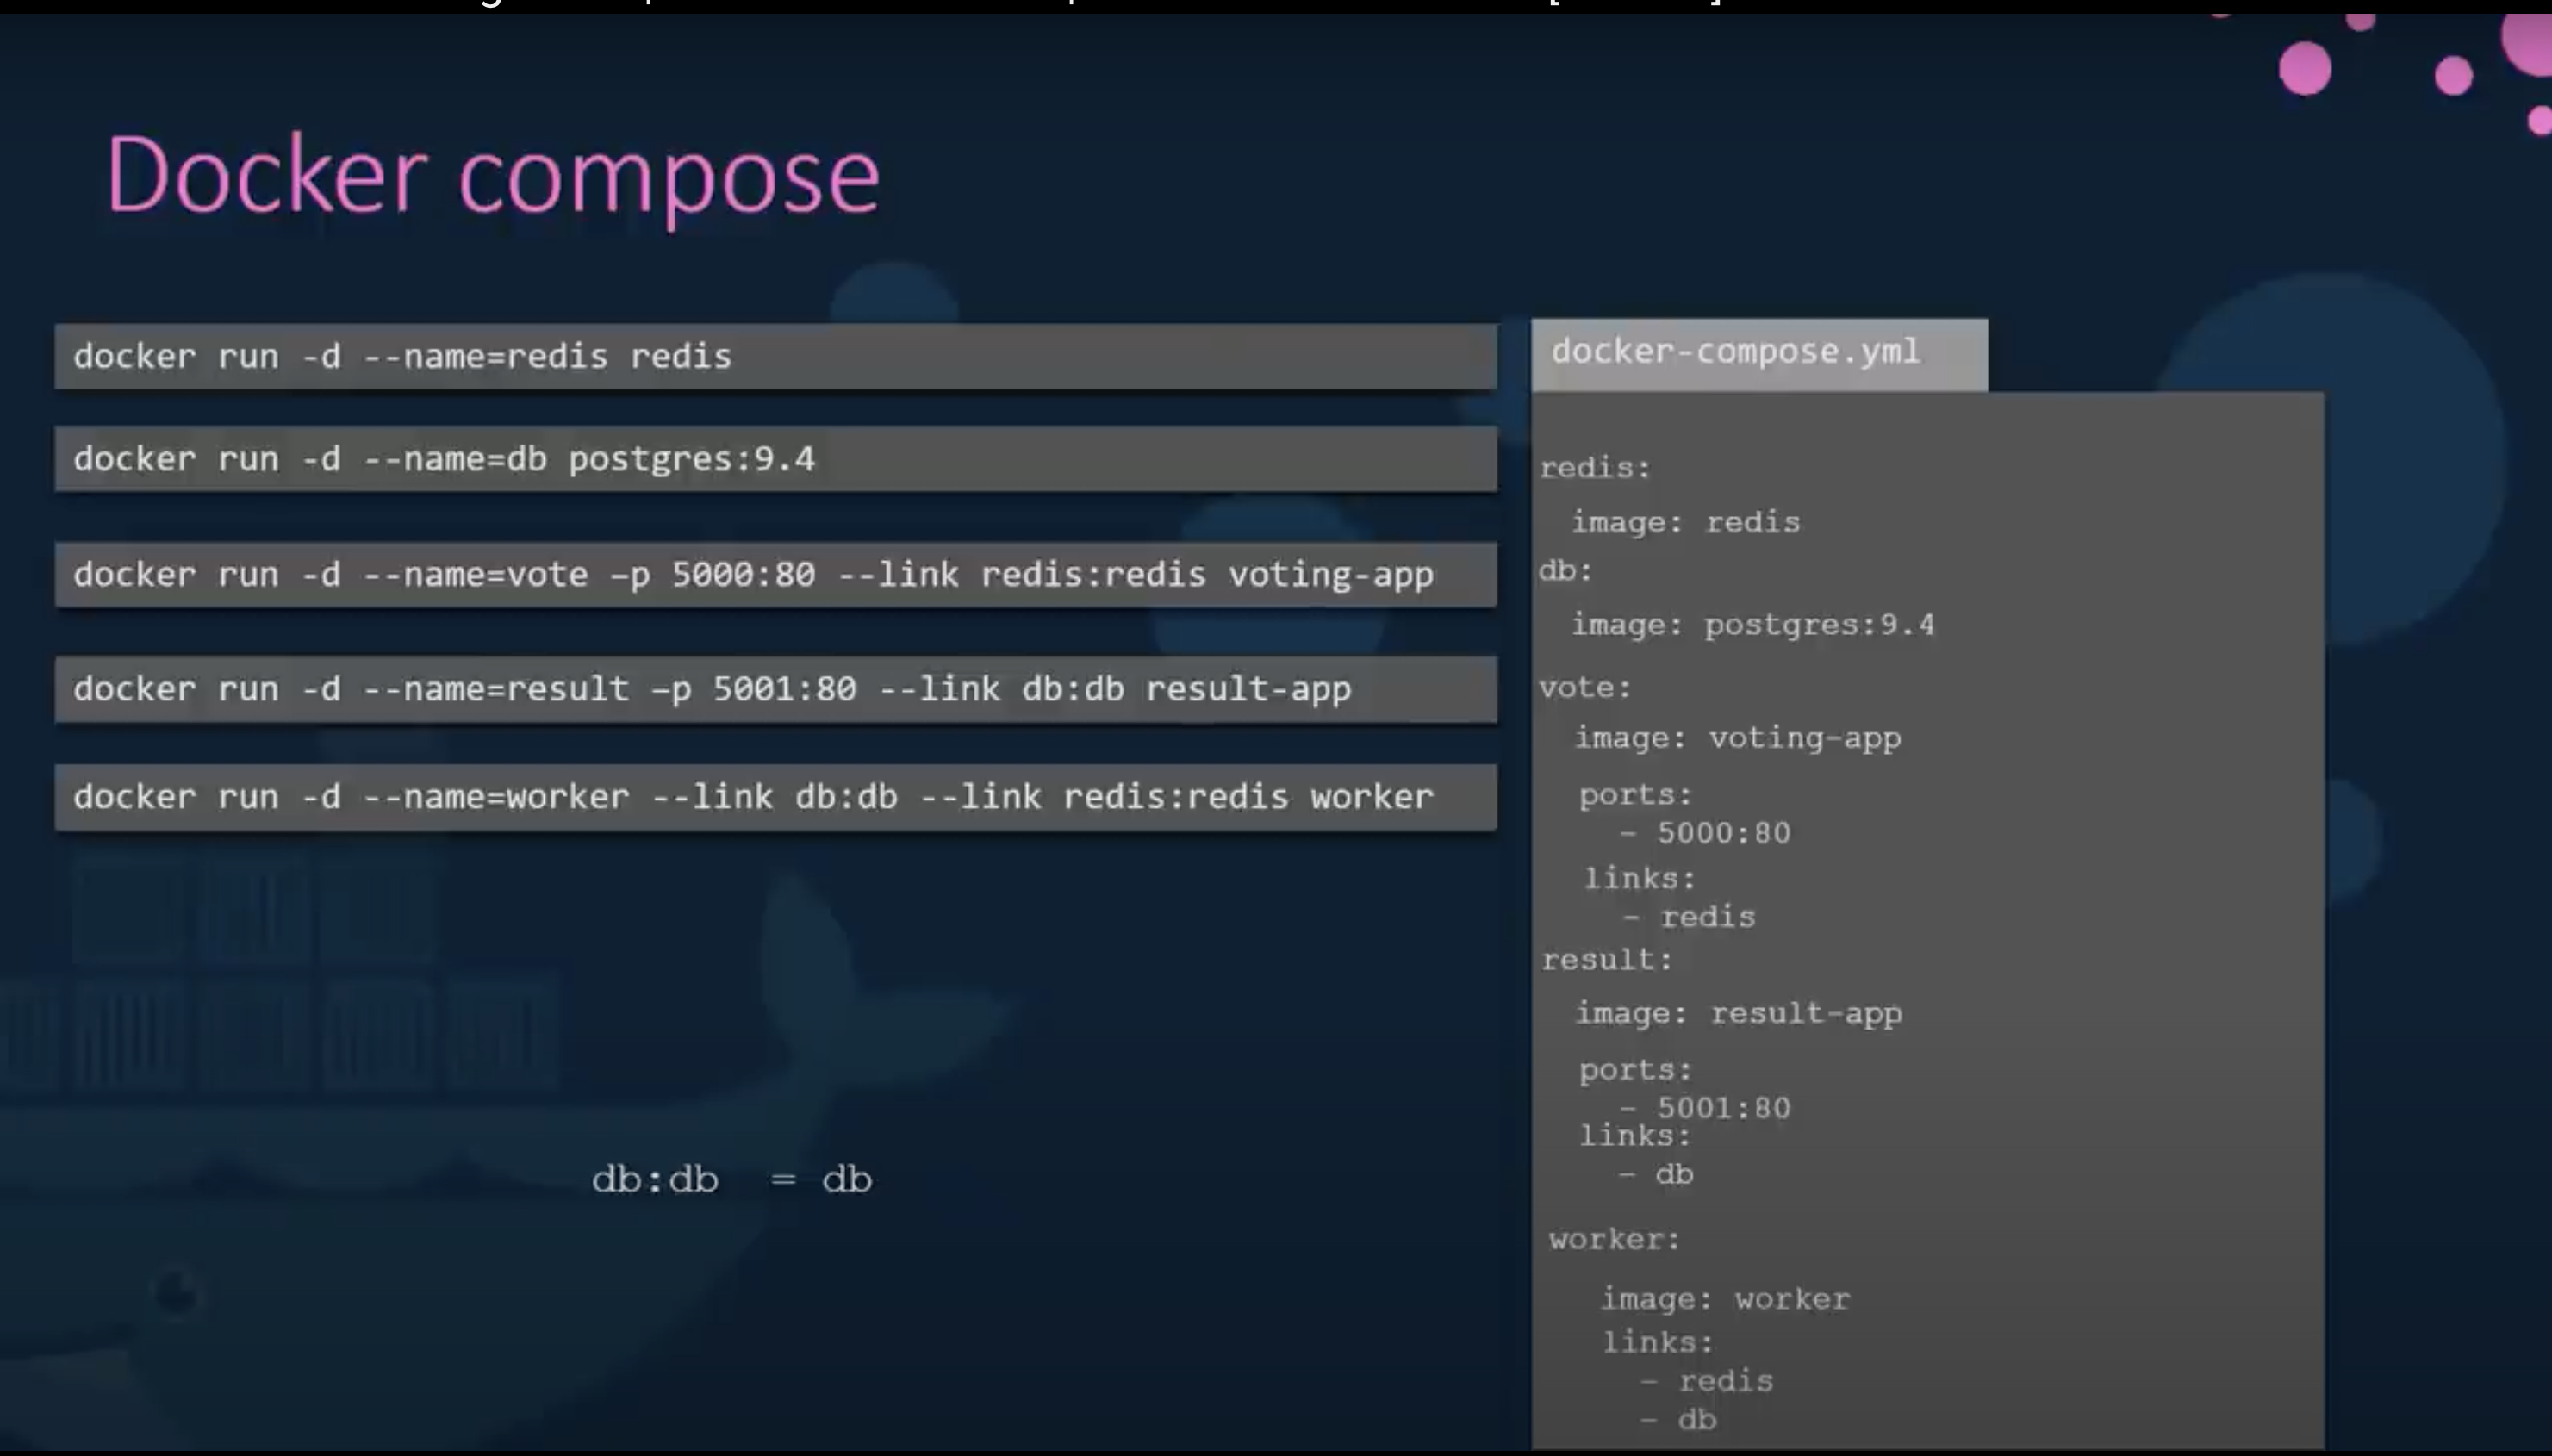 Docker compose
docker run -d --name=redis redis
docker run -d --name=db postgres:9.4
docker run -d --name=vote –p 5000:80 --link redis:redis voting-app
docker run -d --name=result –p 5001:80 --link db:db result-app
docker run -d --name=worker --link db:db --link redis:redis worker
db:db = db
docker-compose.yml
redis:
image: redis
db:
image: postgres:9.4
vote:
image: voting-app
ports:
- 5000:80
links:
- redis
result:
image: result-app
ports:
- 5001:80
links:
- db
worker:
image: worker
links:
- redis
- db